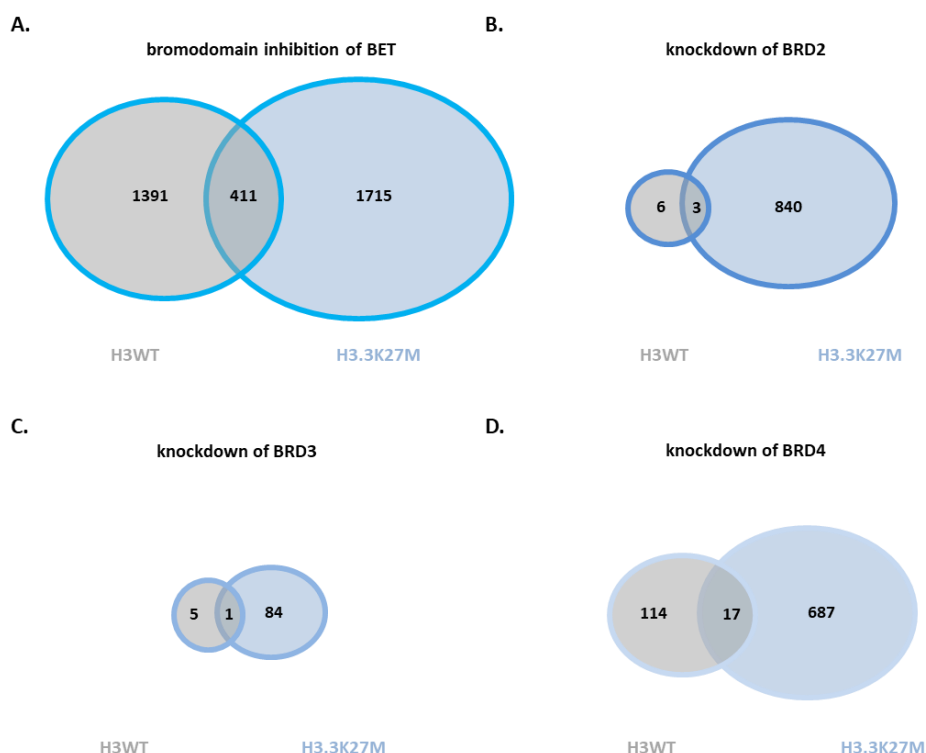 A.
bromodomain inhibition of BET
1391
411
1715
H3WT
H3.3K27M
B.
knockdown of BRD2
6
3
840
H3WT
H3.3K27M
C.
knockdown of BRD3
5
1
84
H3WT
H3.3K27M
D.
knockdown of BRD4
114
17
687
H3WT
H3.3K27M